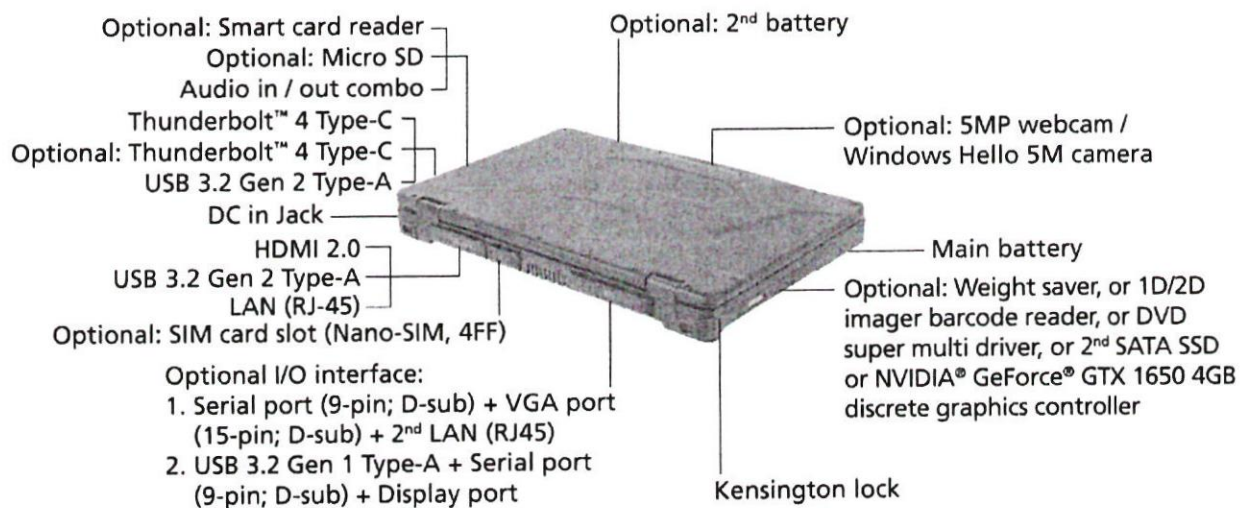 Optional: Smart card reader
Optional: Micro SD
Audio in / out combo
Thunderbolt™ 4 Type-C
Optional: Thunderbolt™ 4 Type-C
USB 3.2 Gen 2 Type-A
DC in Jack
HDMI 2.0
USB 3.2 Gen 2 Type-A
LAN (RJ-45)
Optional: SIM card slot (Nano-SIM, 4FF)
Optional I/O interface:
1. Serial port (9-pin; D-sub) + VGA port
(15-pin; D-sub) + 2nd LAN (RJ45)
2. USB 3.2 Gen 1 Type-A + Serial port
(9-pin; D-sub) + Display port
Optional: 2nd battery
Optional: 5MP webcam /
Windows Hello 5M camera
Main battery
Optional: Weight saver, or 1D/2D
imager barcode reader, or DVD
super multi driver, or 2nd SATA SSD
or NVIDIA® GeForce® GTX 1650 4GB
discrete graphics controller
Kensington lock